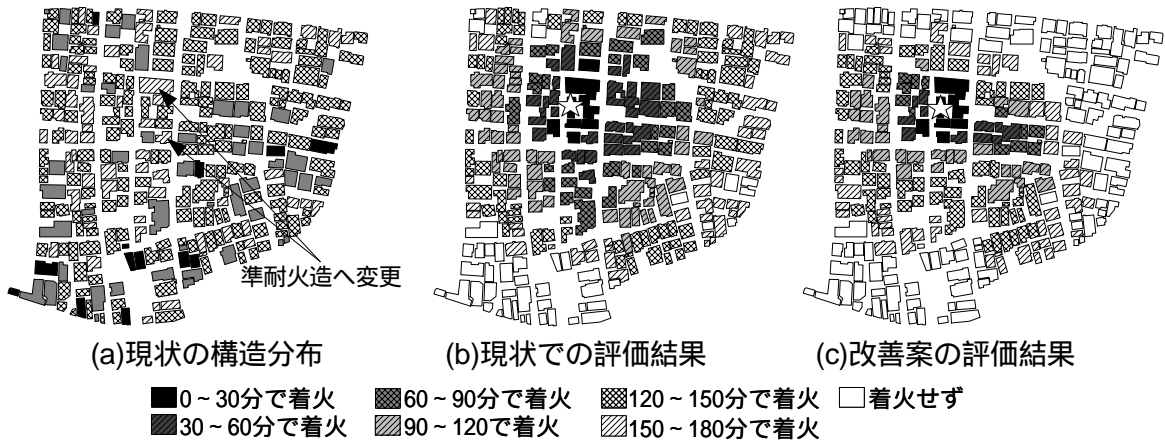 準耐火造へ変更
(a)現状の構造分布
(b)現状での評価結果
(c)改善案の評価結果
0～30分で着火
60～90分で着火
120～150分で着火
着火せず
30～60分で着火
90～120で着火
150～180分で着火